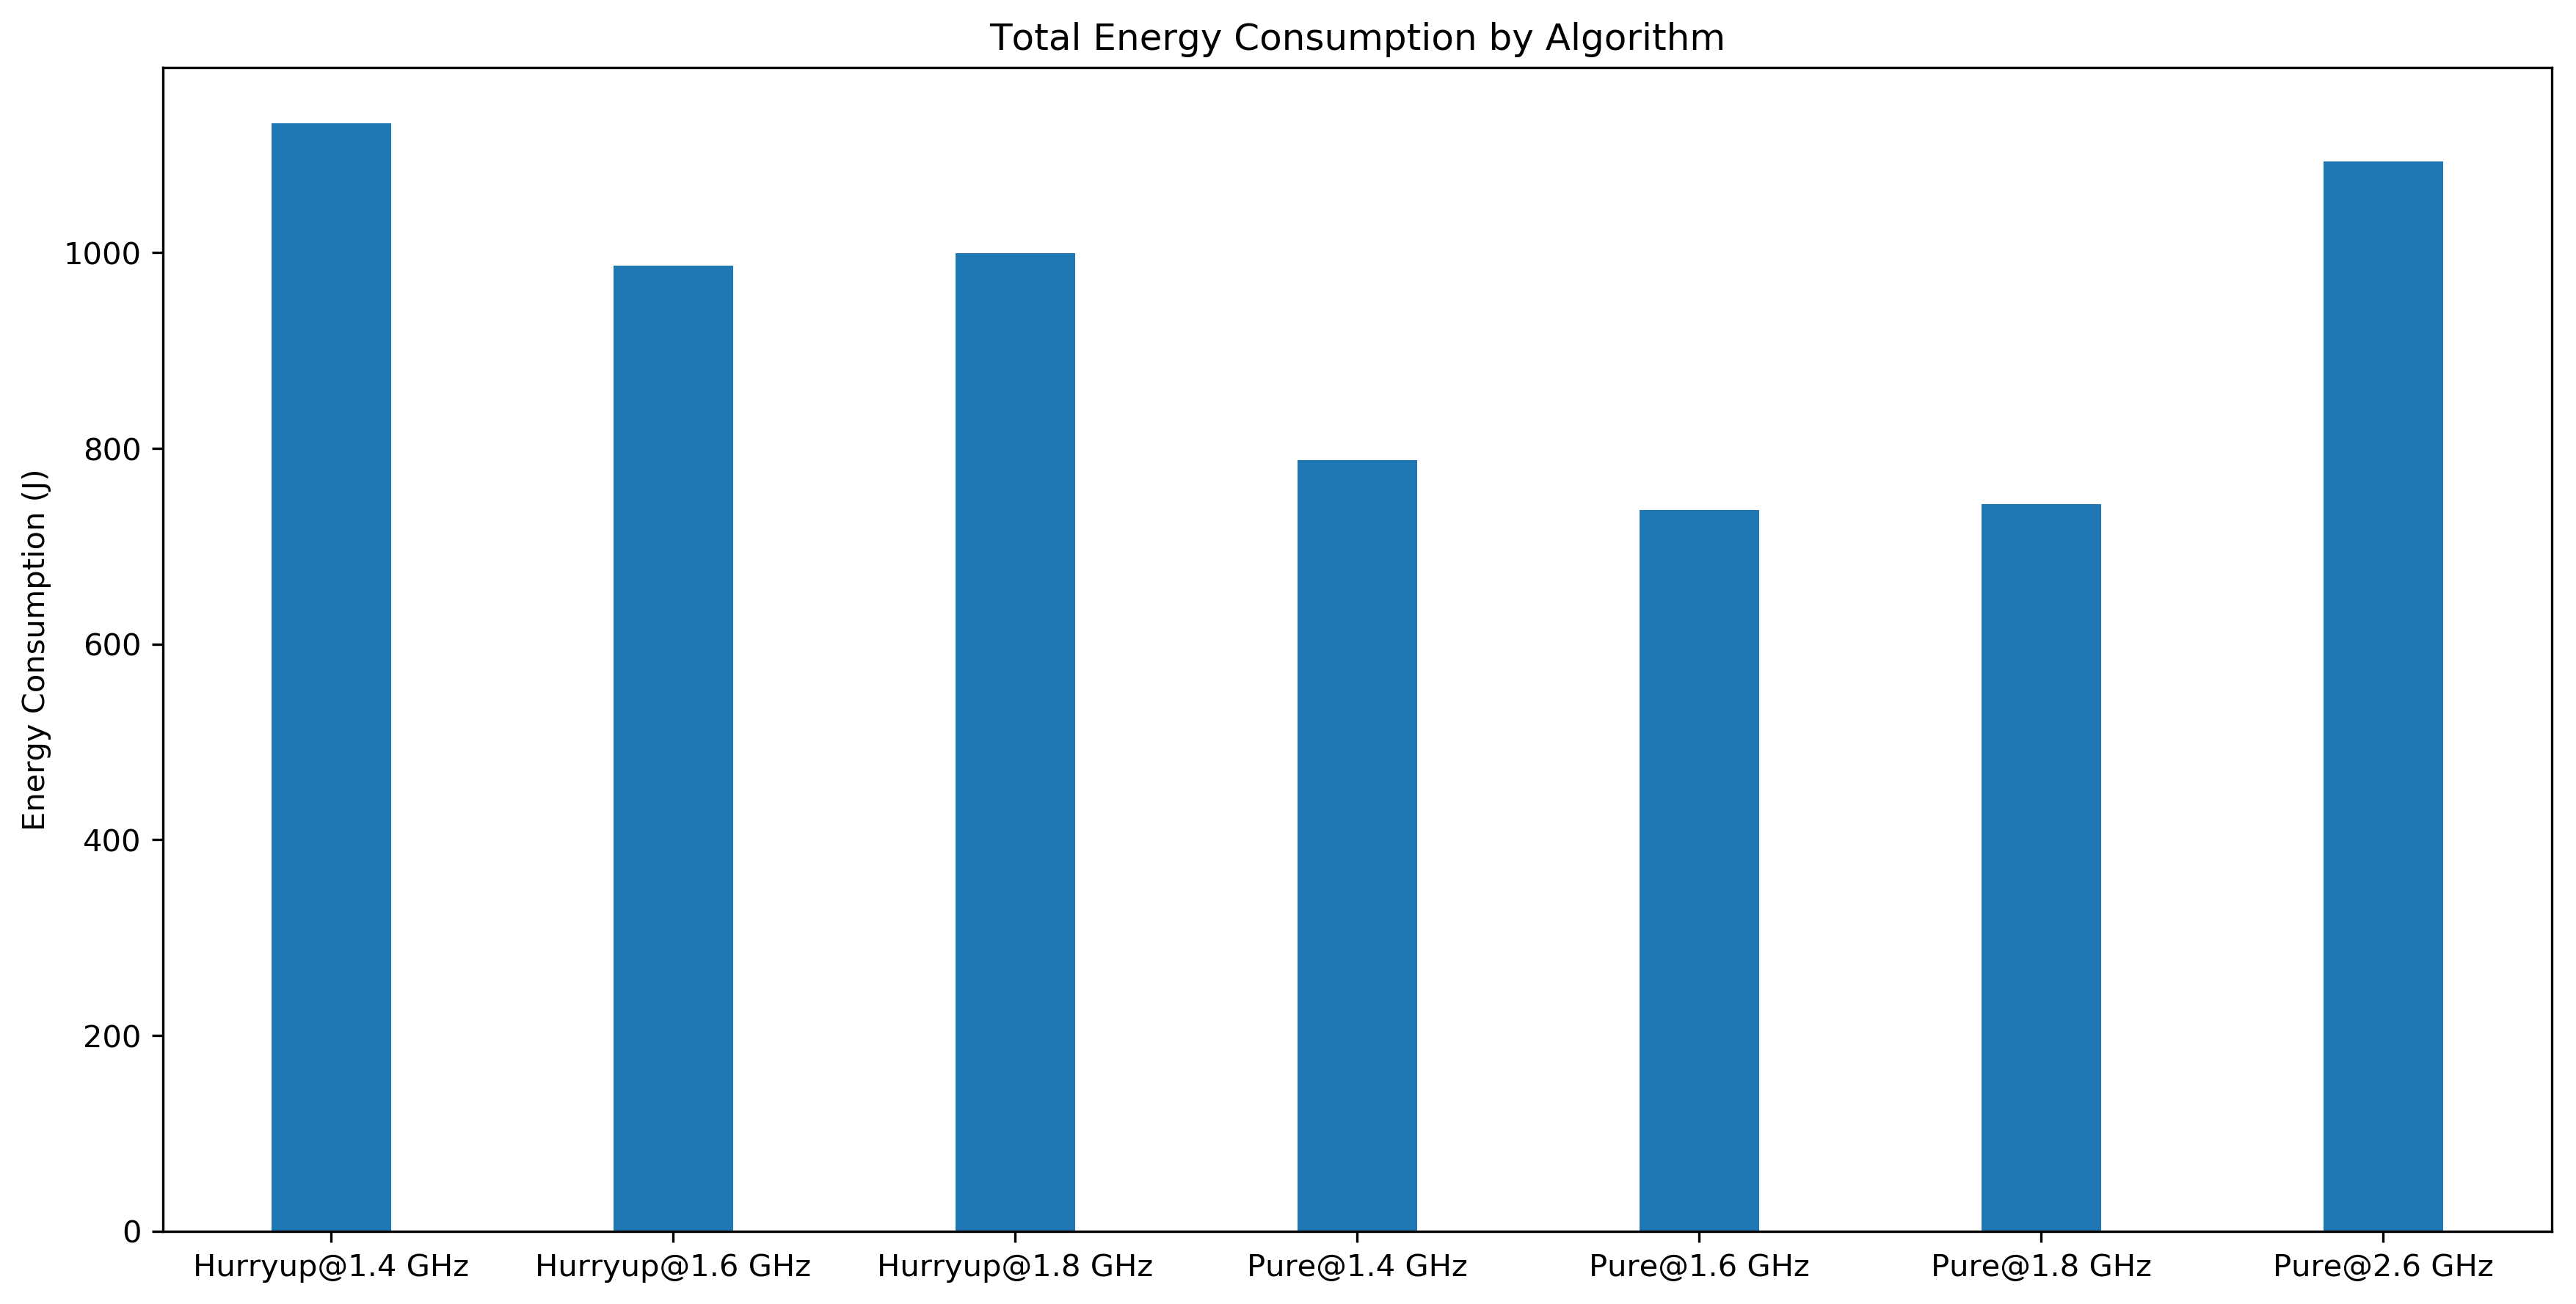 Total Energy Consumption by Algorithm
Energy Consumption (J)
1000
800
600
400
200
0
Hurryup@1.4 GHz
Hurryup@1.6 GHz
Hurryup@1.8 GHz
Pure@1.4 GHz
Pure@1.6 GHz
Pure@1.8 GHz
Pure@2.6 GHz